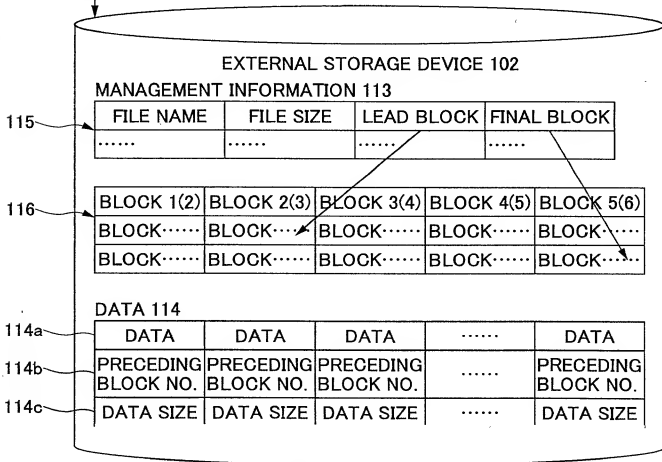 EXTERNAL STORAGE DEVICE 102
MANAGEMENT INFORMATION 113
115 FILE NAME FILE SIZE LEAD BLOCK FINAL BLOCK
...... ...... ...... ......
116 BLOCK 1(2) BLOCK 2(3) BLOCK 3(4) BLOCK 4(5) BLOCK 5(6)
BLOCK...... BLOCK...... BLOCK...... BLOCK...... BLOCK......
BLOCK...... BLOCK...... BLOCK...... BLOCK...... BLOCK......
DATA 114
114a DATA DATA DATA ...... DATA
114b PRECEDING PRECEDING PRECEDING ...... PRECEDING
BLOCK NO. BLOCK NO. BLOCK NO. BLOCK NO.
114c DATA SIZE DATA SIZE DATA SIZE ...... DATA SIZE